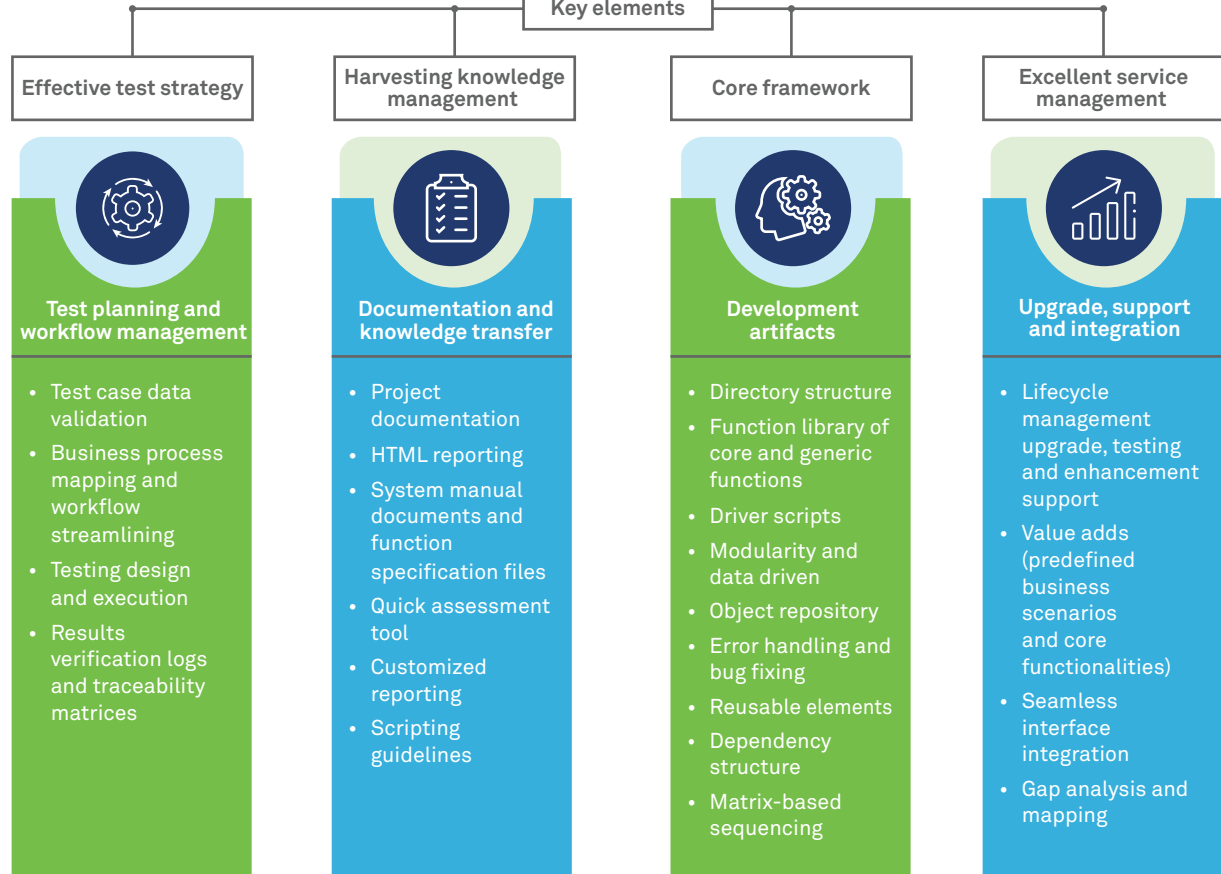 Key elements
Effective test strategy
Harvesting knowledge
management
Core framework
Excellent service
management
Test planning and
workflow management
• Test case data
validation
• Business process
mapping and
workflow
streamlining
• Testing design
and execution
• Results
verification logs
and traceability
matrices
Documentation and
knowledge transfer
• Project
documentation
• HTML reporting
• System manual
documents and
function
specification files
• Quick assessment
tool
• Customized
reporting
• Scripting
guidelines
Development
artifacts
• Directory structure
• Function library of
core and generic
functions
• Driver scripts
• Modularity and
data driven
• Object repository
• Error handling and
bug fixing
• Reusable elements
• Dependency
structure
• Matrix-based
sequencing
Upgrade, support
and integration
• Lifecycle
management
upgrade, testing
and enhancement
support
• Value adds
(predefined
business
scenarios
and core
functionalities)
• Seamless
interface
integration
• Gap analysis and
mapping